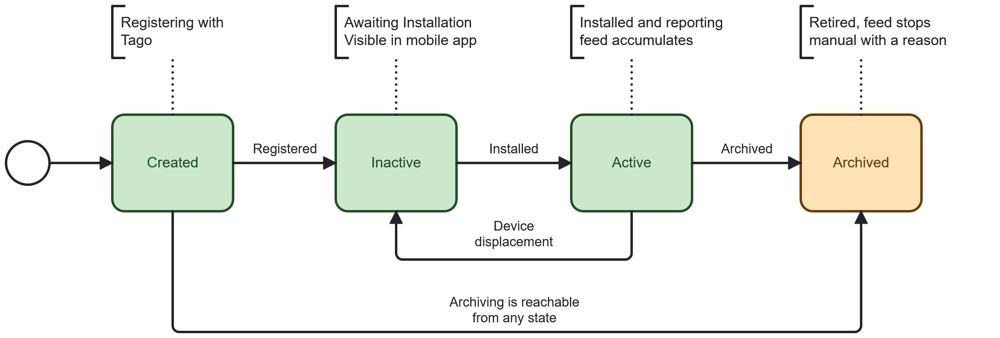 Registering with
Tago
Awaiting Installation
Visible in mobile app
Installed and reporting
feed accumulates
Retired, feed stops
manual with a reason
Created
Registered
Inactive
Installed
Active
Archived
Archived
Device
displacement
Archiving is reachable
from any state